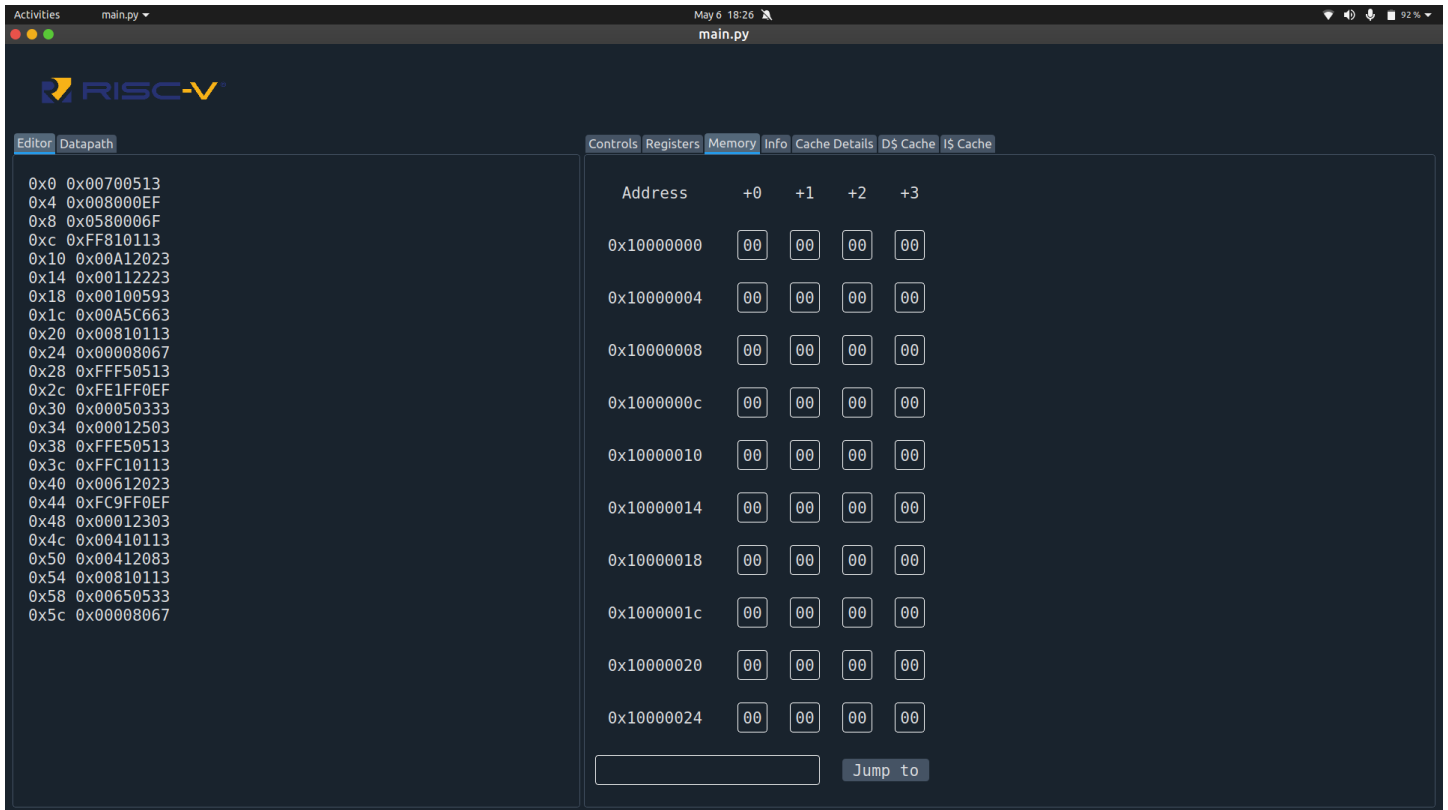 Activities main.py May 6 18:26 92 %
main.py
RISC-V
Editor Datapath
0x0 0x00700513
0x4 0x008000EF
0x8 0x0580006F
0xc 0xFF810113
0x10 0x00A12023
0x14 0x00112223
0x18 0x00100593
0x1c 0x00A5C663
0x20 0x00810113
0x24 0x00008067
0x28 0xFFF50513
0x2c 0xFE1FF0EF
0x30 0x00050333
0x34 0x00012503
0x38 0xFFE50513
0x3c 0xFFC10113
0x40 0x00612023
0x44 0xFC9FF0EF
0x48 0x00012303
0x4c 0x00410113
0x50 0x00412083
0x54 0x00810113
0x58 0x00650533
0x5c 0x00008067
Controls Registers Memory Info Cache Details D$ Cache I$ Cache
Address +0 +1 +2 +3
0x10000000 00 00 00 00
0x10000004 00 00 00 00
0x10000008 00 00 00 00
0x1000000c 00 00 00 00
0x10000010 00 00 00 00
0x10000014 00 00 00 00
0x10000018 00 00 00 00
0x1000001c 00 00 00 00
0x10000020 00 00 00 00
0x10000024 00 00 00 00
Jump to